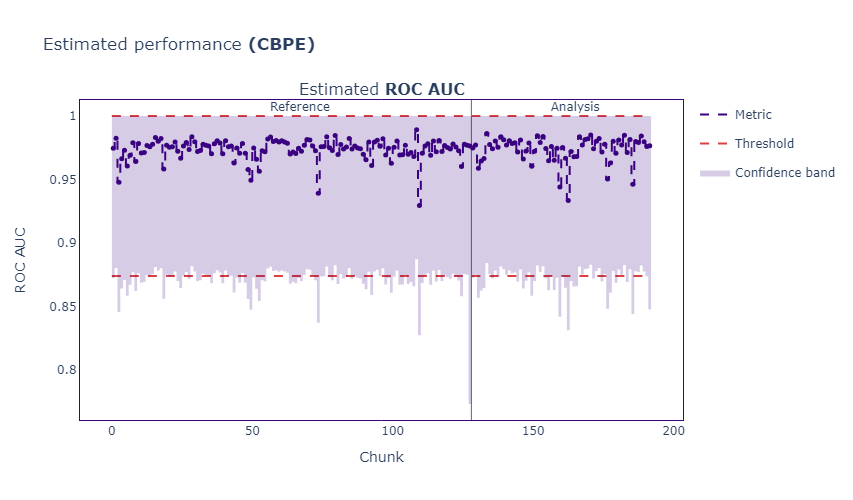 Estimated performance (CBPE)
Estimated ROC AUC
Reference
Analysis
1
0.95
0.9
0.85
0.8
ROC AUC
0
50
100
150
200
Chunk
Metric
Threshold
Confidence band